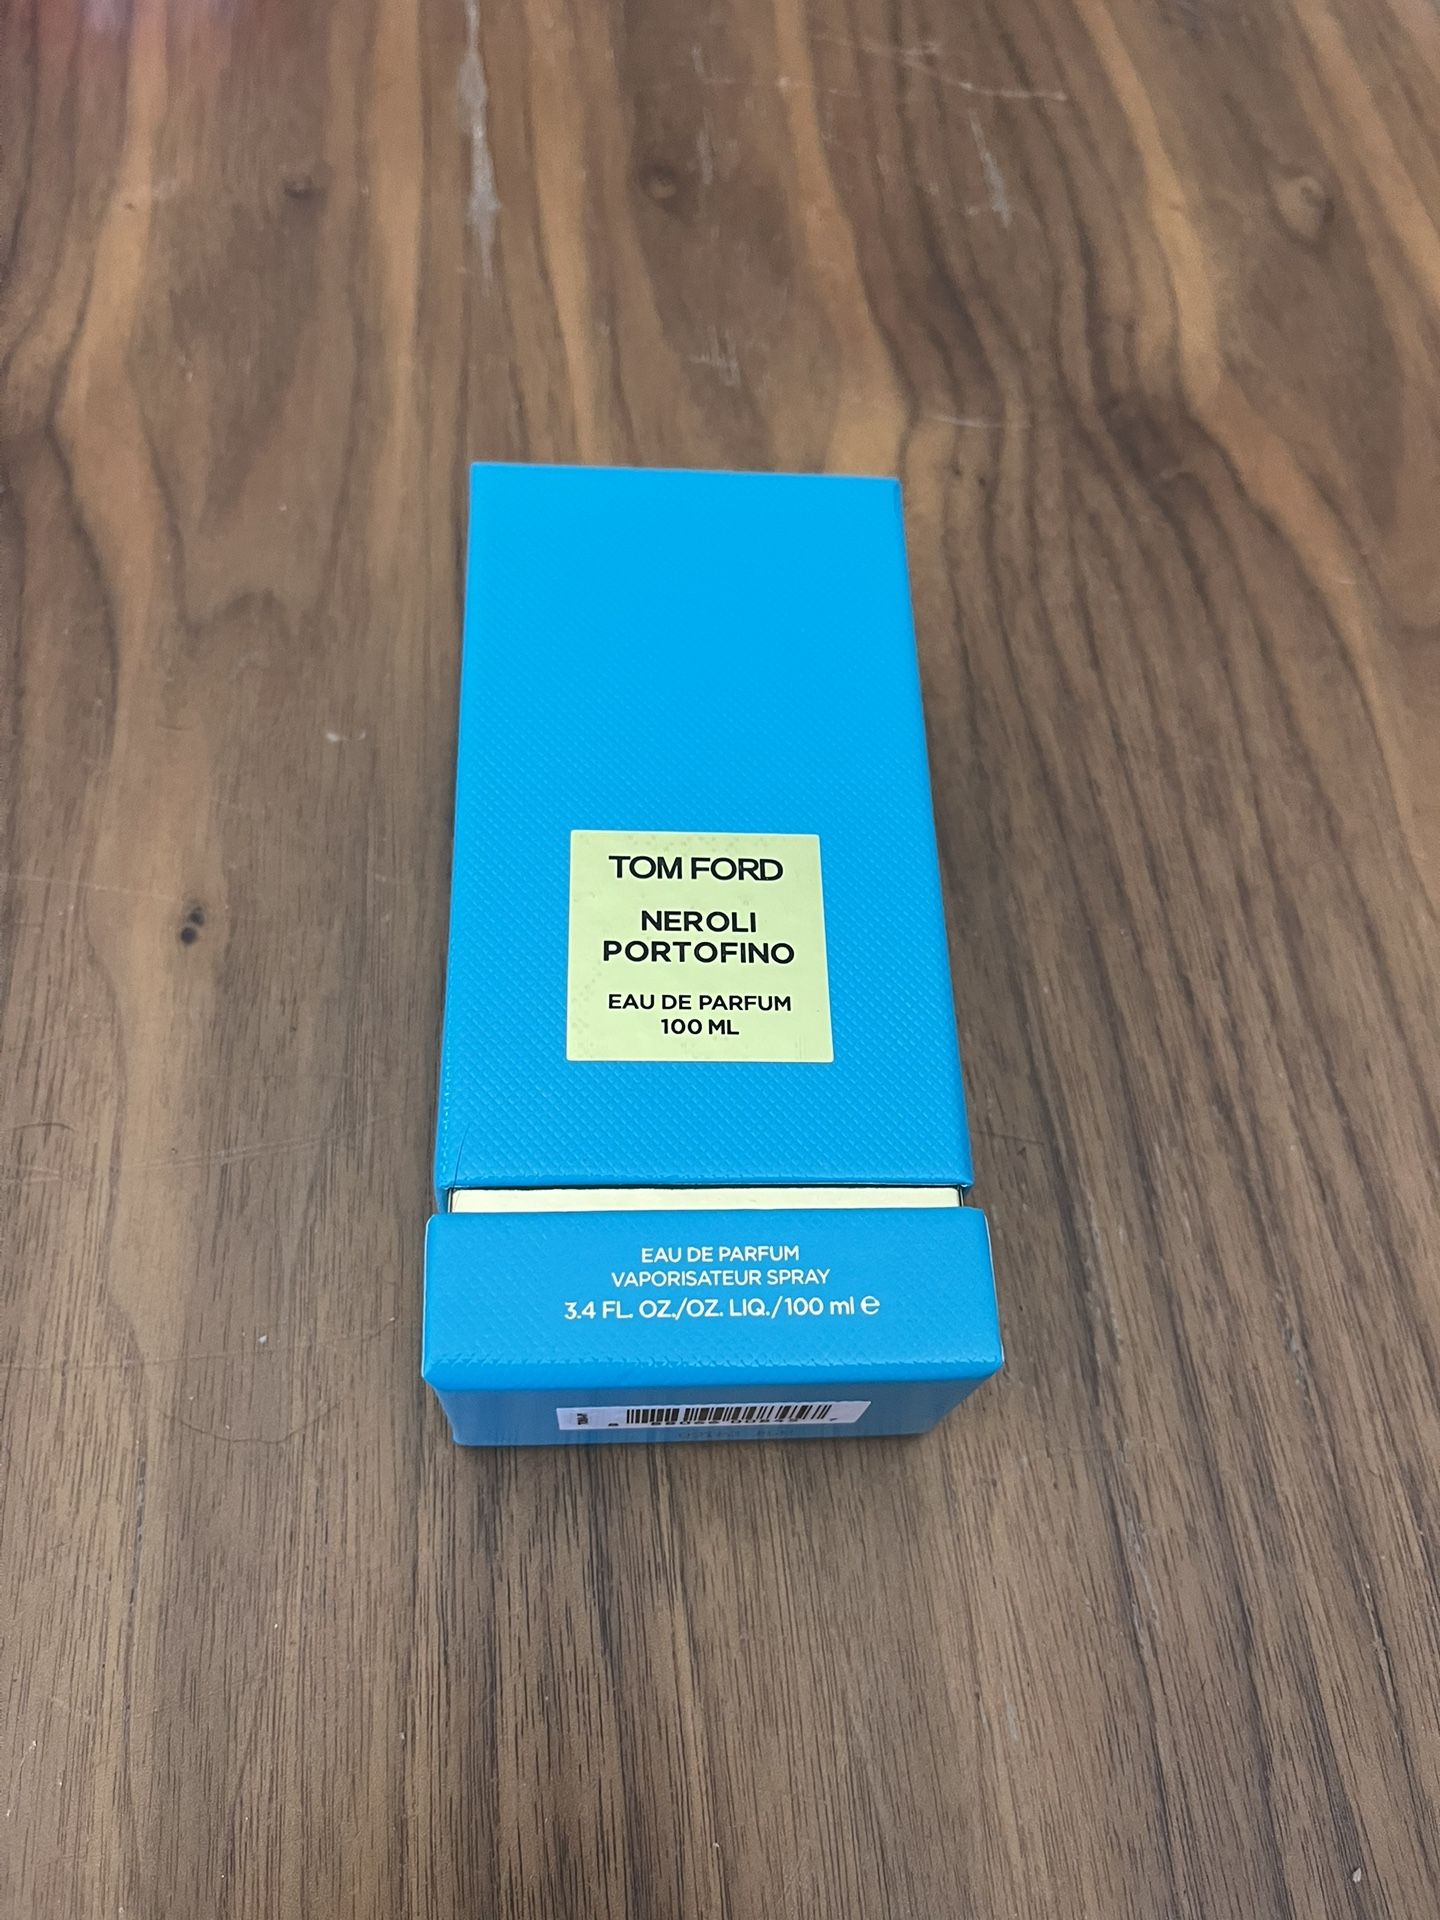 TOM FORD
NEROLI
PORTOFINO
EAU DE PARFUM
100 ML
EAU DE PARFUM
VAPORISATEUR SPRAY
3.4 FL. OZ./OZ. LIQ./100 ml ℮